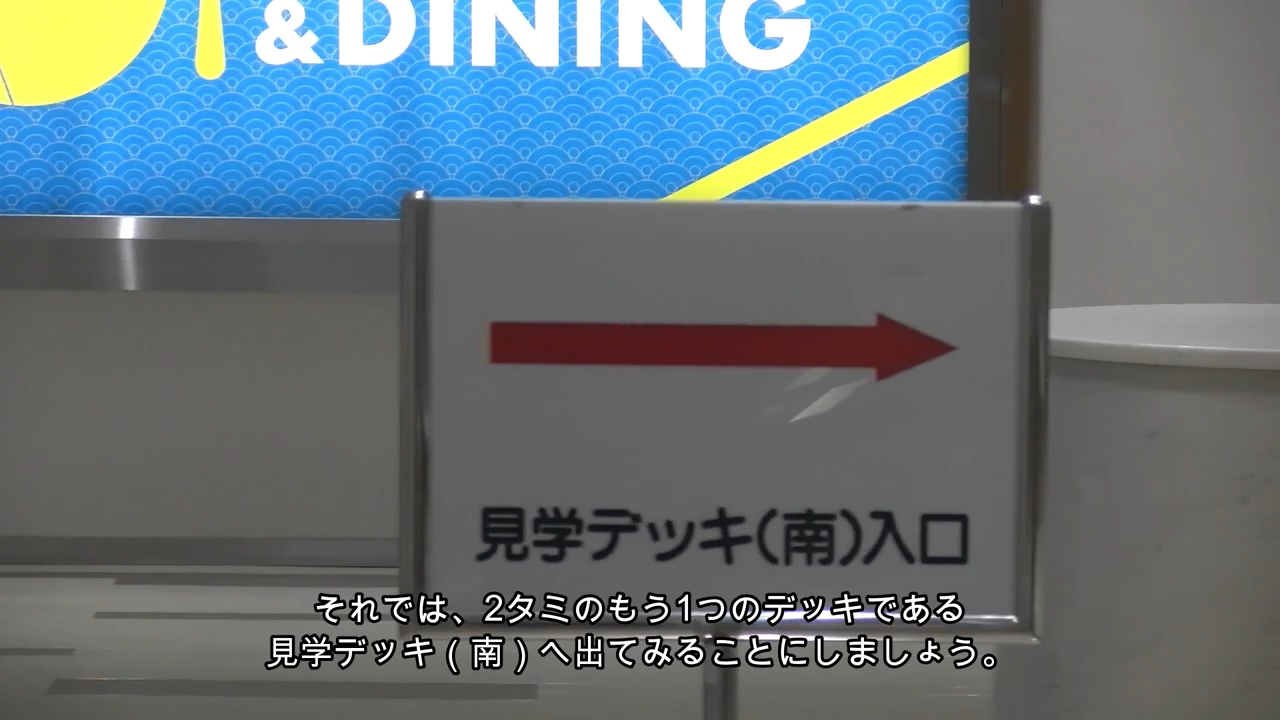 &DINING
見学デッキ(南)入口
それでは、2タミのもう1つのデッキである
見学デッキ(南)へ出てみることにしましょう。